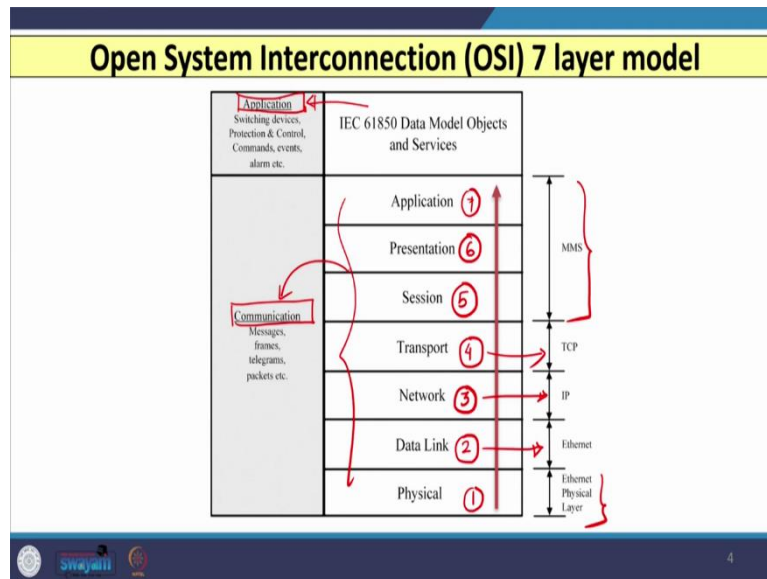 Open System Interconnection (OSI) 7 layer model
Application
Switching devices,
Protection & Control,
Commands, events,
alarm etc.
IEC 61850 Data Model Objects
and Services
Communication
Messages,
frames,
telegrams,
packets etc.
Application 7
Presentation 6
Session 5
Transport 4
Network 3
Data Link 2
Physical 1
MMS
TCP
IP
Ethernet
Ethernet
Physical
Layer
swayam
4